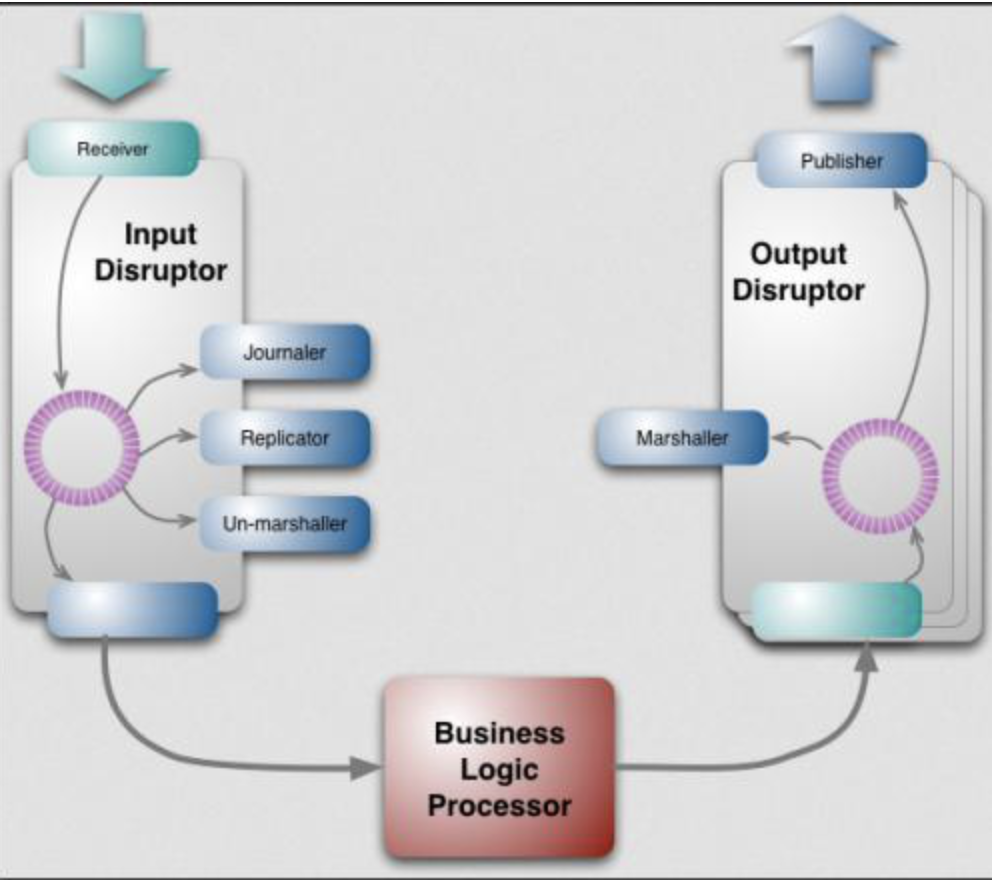 Receiver
Input
Disruptor
Journaler
Replicator
Un-marshaller
Publisher
Output
Disruptor
Marshaller
Business
Logic
Processor